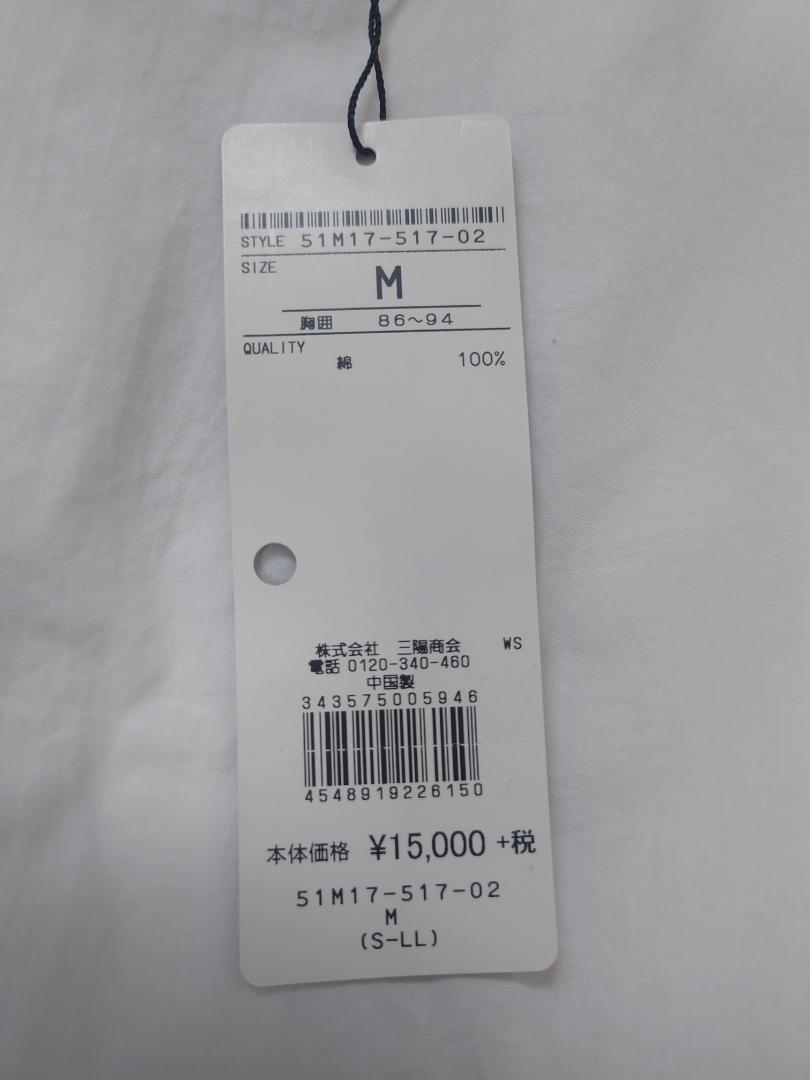 STYLE 51M17-517-02
SIZE
M
胸囲 86～94
QUALITY
綿 100%
株式会社 三陽商会 WS
電話 0120-340-460
中国製
343575005946
4548919226150
本体価格 ¥15,000 +税
51M17-517-02
M
(S-LL)